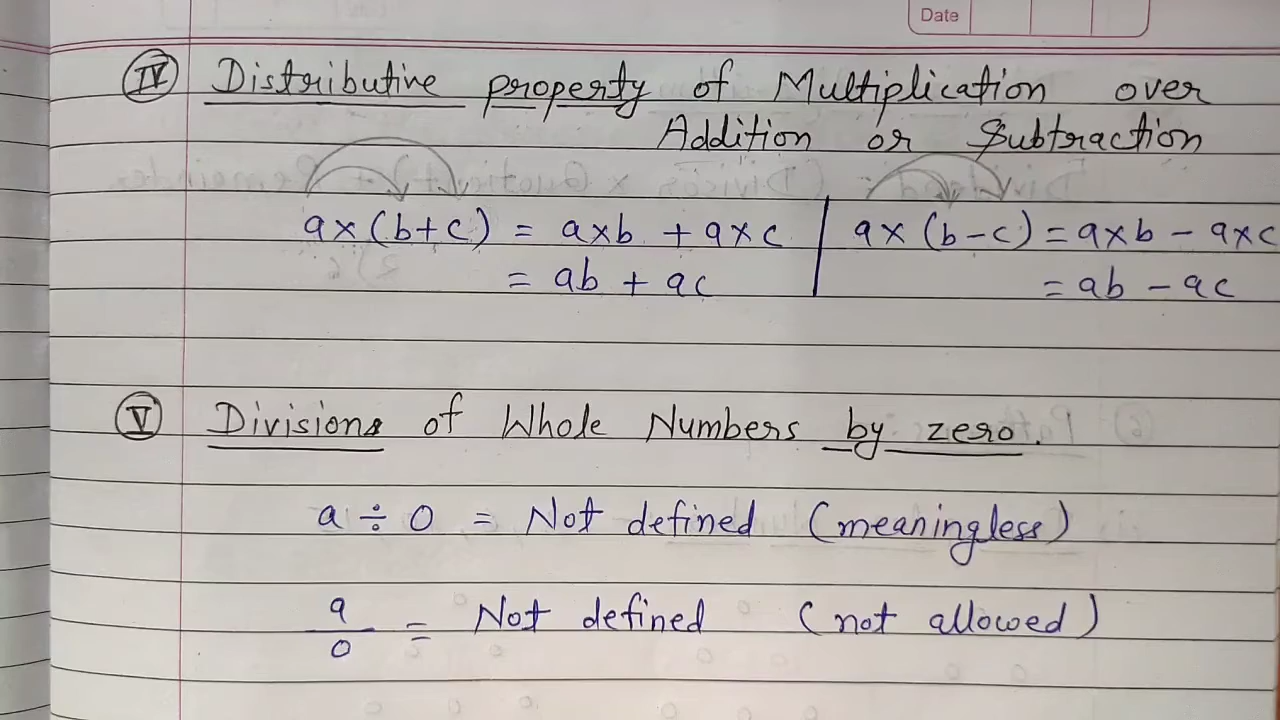 Date
IV Distributive property of Multiplication over
Addition or Subtraction
a×(b+c) = a×b + a×c | a×(b-c) = a×b - a×c
= ab + ac = ab - ac
V Divisions of Whole Numbers by zero.
a ÷ 0 = Not defined (meaningless)
a/0 = Not defined (not allowed)